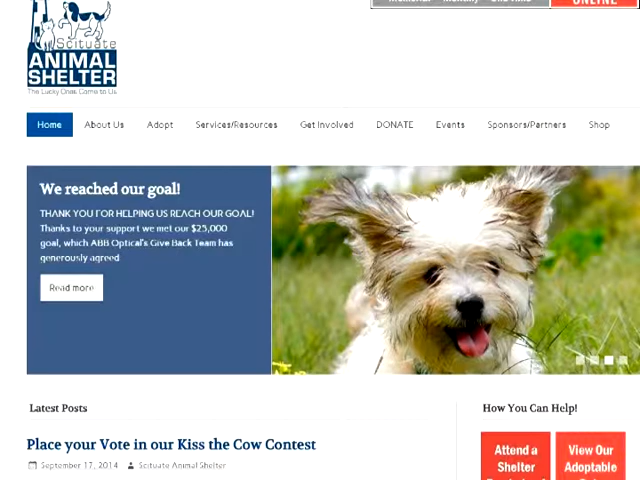 ONLINE
Scituate
ANIMAL
SHELTER
The Lucky Ones Come to Us
Home About Us Adopt Services/Resources Get Involved DONATE Events Sponsors/Partners Shop
We reached our goal!
THANK YOU FOR HELPING US REACH OUR GOAL!
Thanks to your support we met our $25,000
goal, which ABB Optical's Give Back Team has
generously agreed
Read more
Latest Posts
How You Can Help!
Place your Vote in our Kiss the Cow Contest
September 17, 2014 Scituate Animal Shelter
Attend a
Shelter
View Our
Adoptable